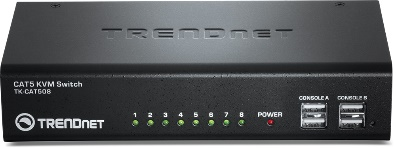 TRENDNET
CAT5 KVM Switch
TK-CAT508
CONSOLE A CONSOLE B
1 2 3 4 5 6 7 8 POWER
TRENDNET